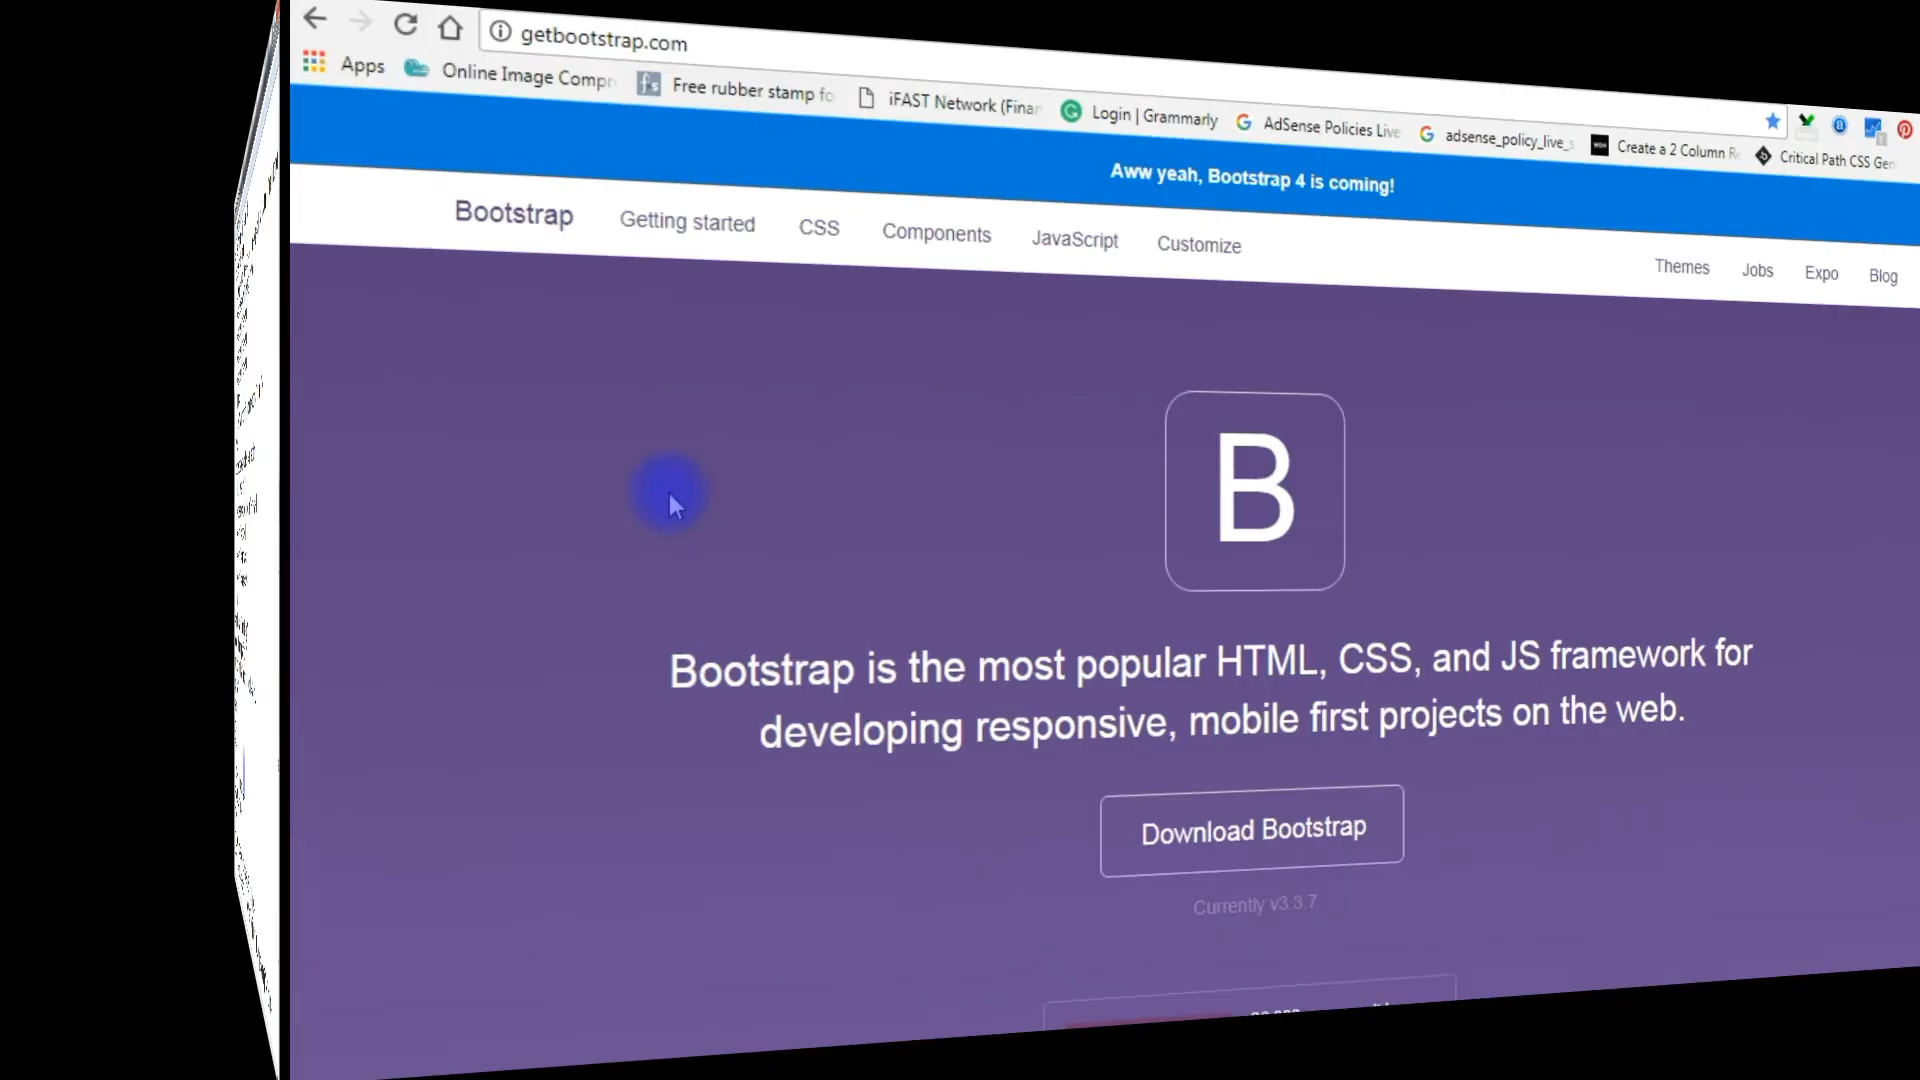 getbootstrap.com
Apps Online Image Compr Free rubber stamp fo iFAST Network (Finan Login | Grammarly AdSense Policies Live adsense_policy_live_s Create a 2 Column Re Critical Path CSS Gen
Aww yeah, Bootstrap 4 is coming!
Bootstrap Getting started CSS Components JavaScript Customize Themes Jobs Expo Blog
B
Bootstrap is the most popular HTML, CSS, and JS framework for
developing responsive, mobile first projects on the web.
Download Bootstrap
Currently v3.3.7